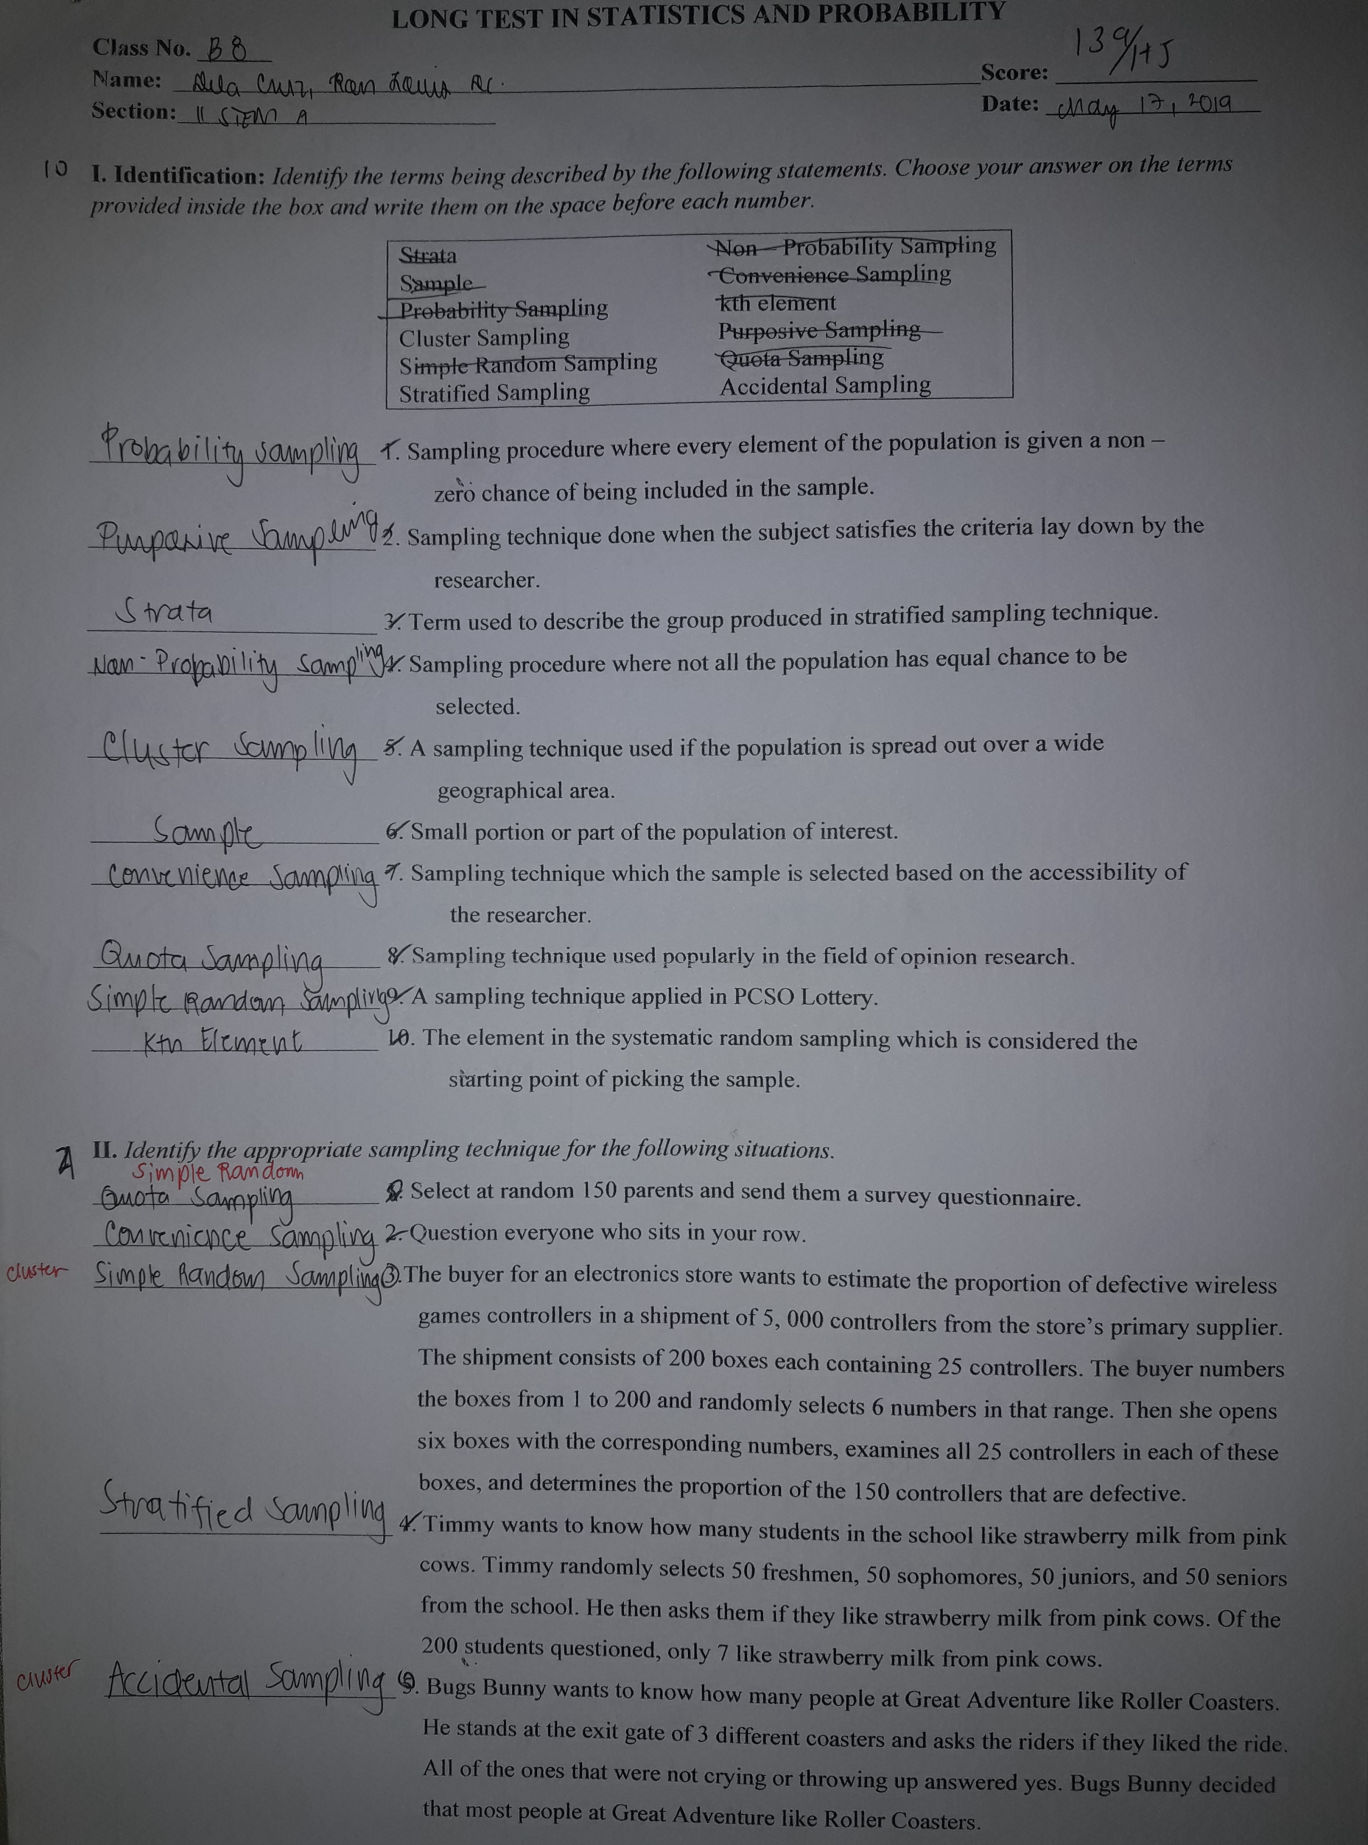 LONG TEST IN STATISTICS AND PROBABILITY
Class No. B8
Name: Dela Cruz, Ran Louis
Score: 139/1+5
Section: 11 STEM A
Date: May 17, 2019
10 I. Identification: Identify the terms being described by the following statements. Choose your answer on the terms
provided inside the box and write them on the space before each number.
Strata Non – Probability Sampling
Sample Convenience Sampling
Probability Sampling kth element
Cluster Sampling Purposive Sampling
Simple Random Sampling Quota Sampling
Stratified Sampling Accidental Sampling
Probability sampling 1. Sampling procedure where every element of the population is given a non –
zero chance of being included in the sample.
Purposive Sampling 2. Sampling technique done when the subject satisfies the criteria lay down by the
researcher.
Strata 3. Term used to describe the group produced in stratified sampling technique.
Non-Probability sampling 4. Sampling procedure where not all the population has equal chance to be
selected.
Cluster Sampling 5. A sampling technique used if the population is spread out over a wide
geographical area.
Sample 6. Small portion or part of the population of interest.
Convenience Sampling 7. Sampling technique which the sample is selected based on the accessibility of
the researcher.
Quota Sampling 8. Sampling technique used popularly in the field of opinion research.
Simple Random Sampling 9. A sampling technique applied in PCSO Lottery.
Kth Element 10. The element in the systematic random sampling which is considered the
starting point of picking the sample.
II. Identify the appropriate sampling technique for the following situations.
Simple Random
Quota Sampling 1. Select at random 150 parents and send them a survey questionnaire.
Convenience Sampling 2. Question everyone who sits in your row.
cluster Simple Random Sampling 3. The buyer for an electronics store wants to estimate the proportion of defective wireless
games controllers in a shipment of 5, 000 controllers from the store's primary supplier.
The shipment consists of 200 boxes each containing 25 controllers. The buyer numbers
the boxes from 1 to 200 and randomly selects 6 numbers in that range. Then she opens
six boxes with the corresponding numbers, examines all 25 controllers in each of these
boxes, and determines the proportion of the 150 controllers that are defective.
Stratified Sampling 4. Timmy wants to know how many students in the school like strawberry milk from pink
cows. Timmy randomly selects 50 freshmen, 50 sophomores, 50 juniors, and 50 seniors
from the school. He then asks them if they like strawberry milk from pink cows. Of the
200 students questioned, only 7 like strawberry milk from pink cows.
cluster Accidental Sampling 5. Bugs Bunny wants to know how many people at Great Adventure like Roller Coasters.
He stands at the exit gate of 3 different coasters and asks the riders if they liked the ride.
All of the ones that were not crying or throwing up answered yes. Bugs Bunny decided
that most people at Great Adventure like Roller Coasters.